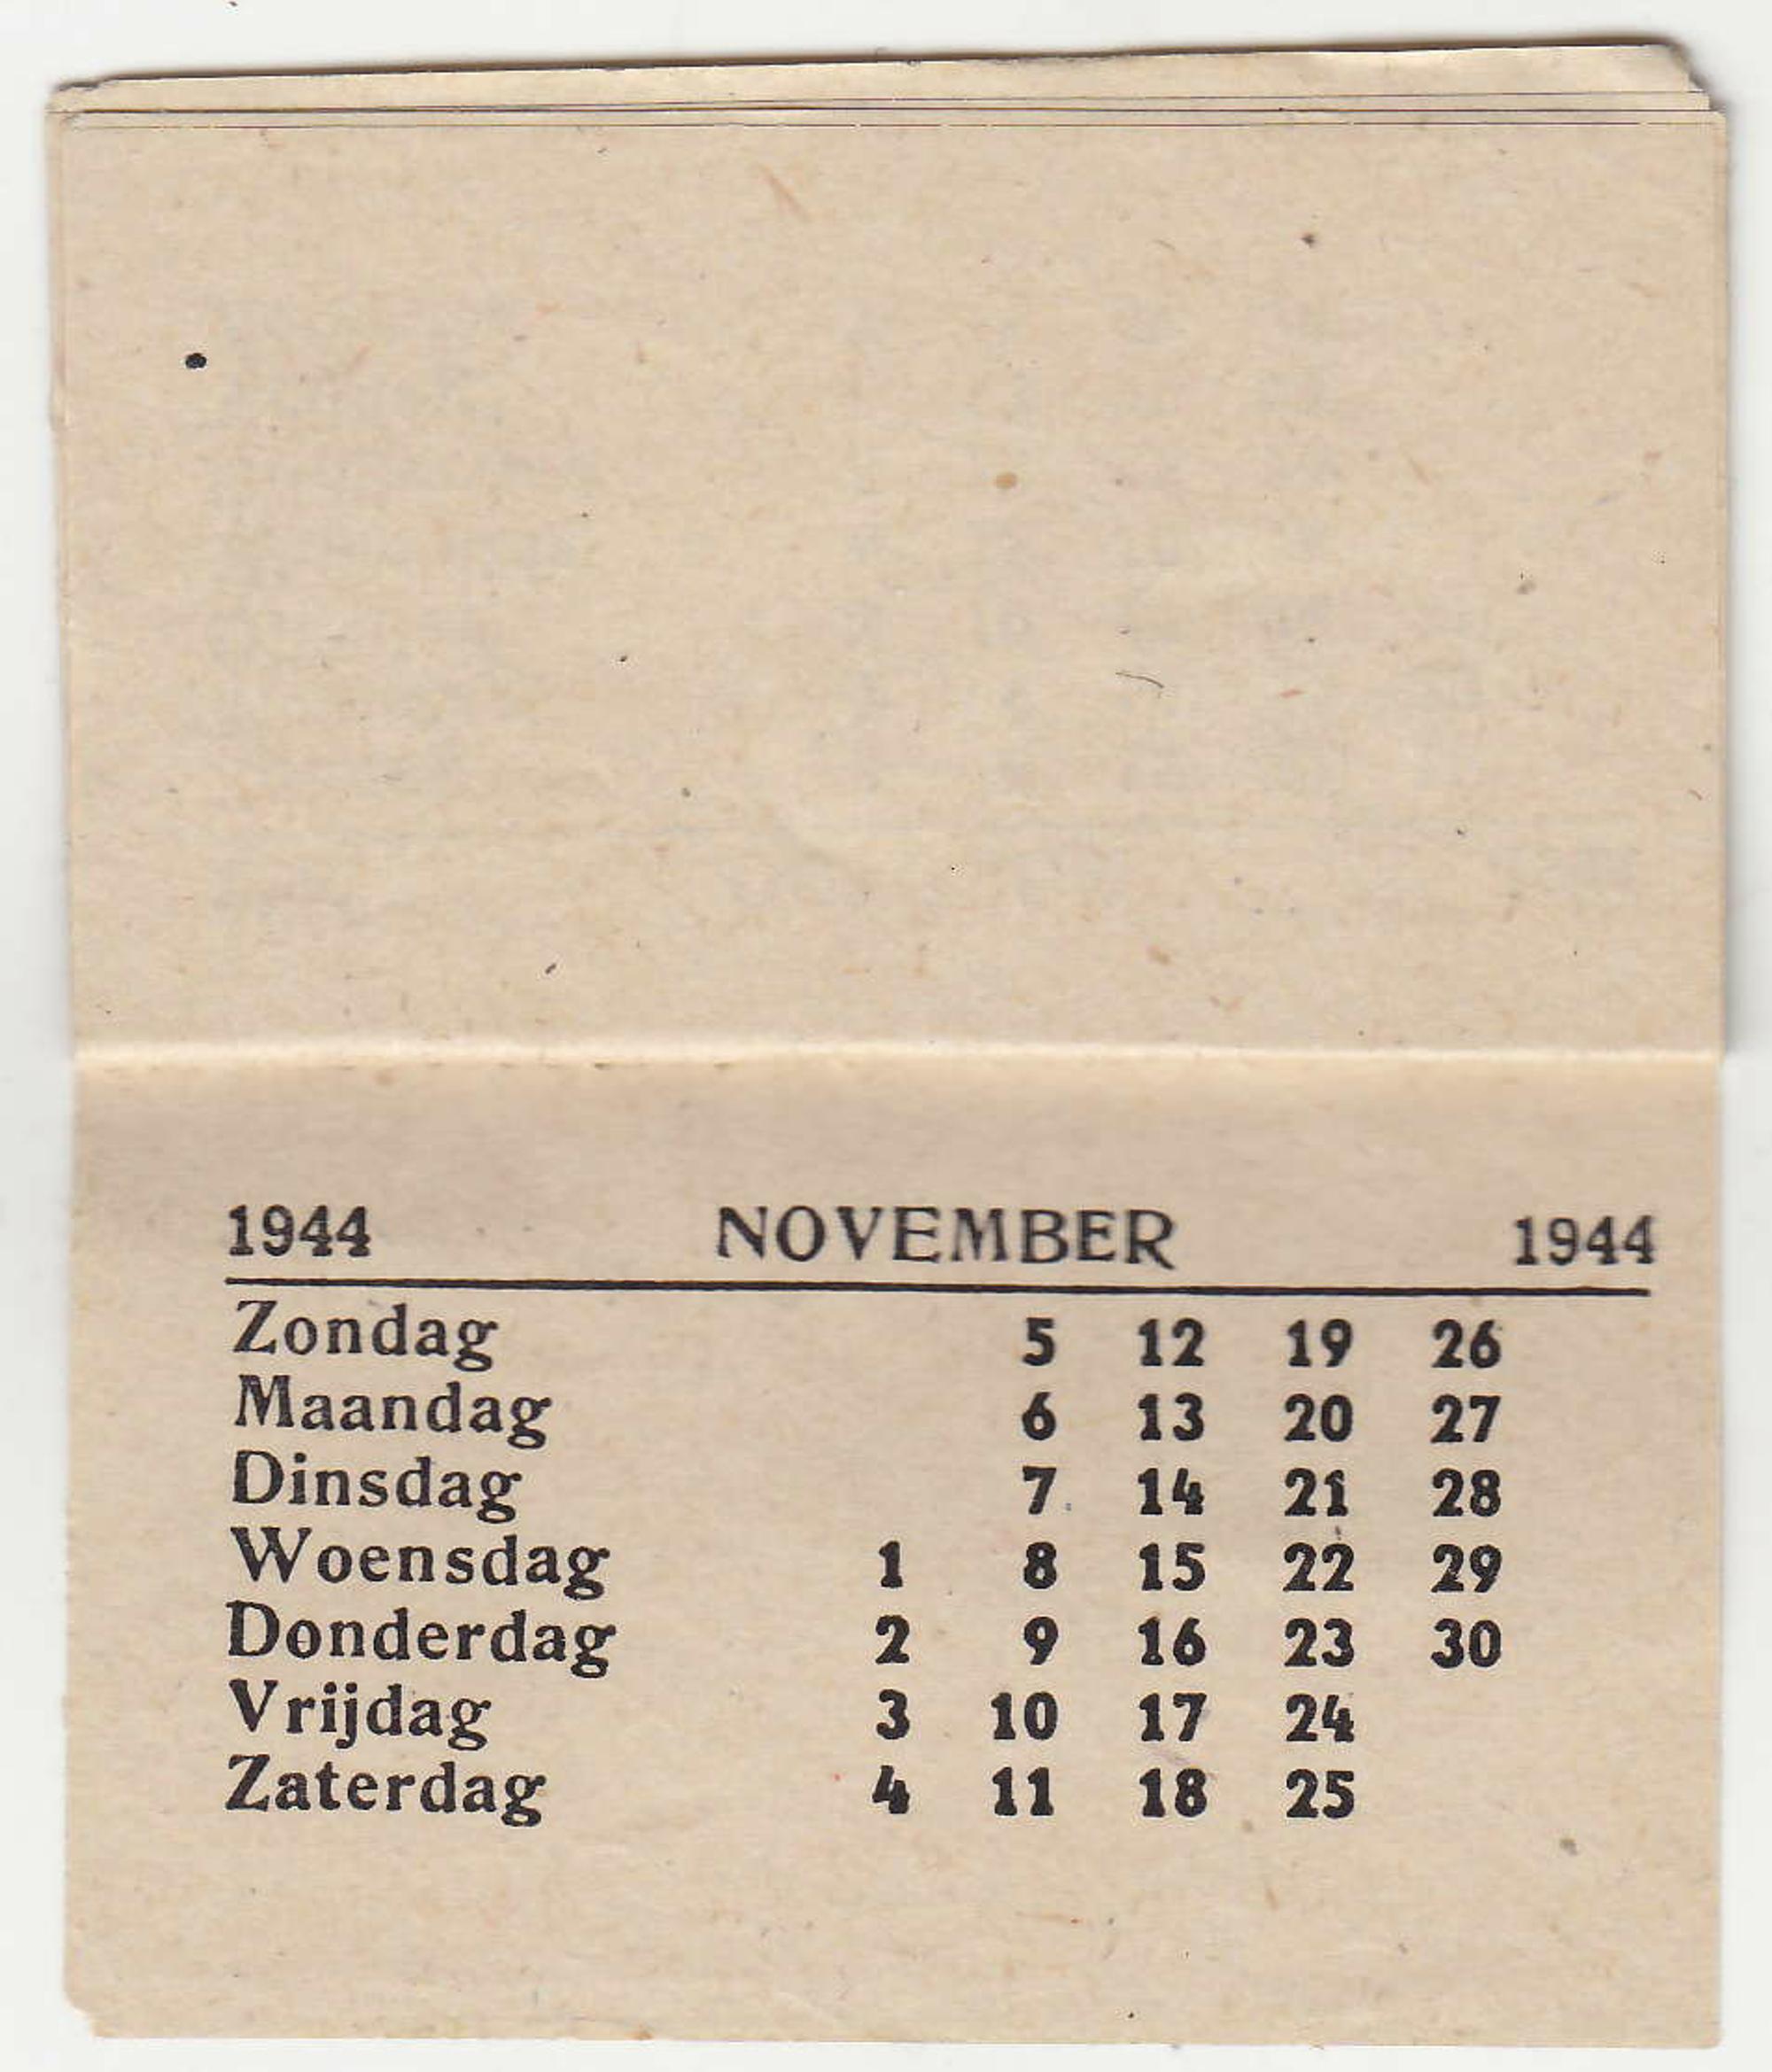 1944 NOVEMBER 1944
Zondag 5 12 19 26
Maandag 6 13 20 27
Dinsdag 7 14 21 28
Woensdag 1 8 15 22 29
Donderdag 2 9 16 23 30
Vrijdag 3 10 17 24
Zaterdag 4 11 18 25